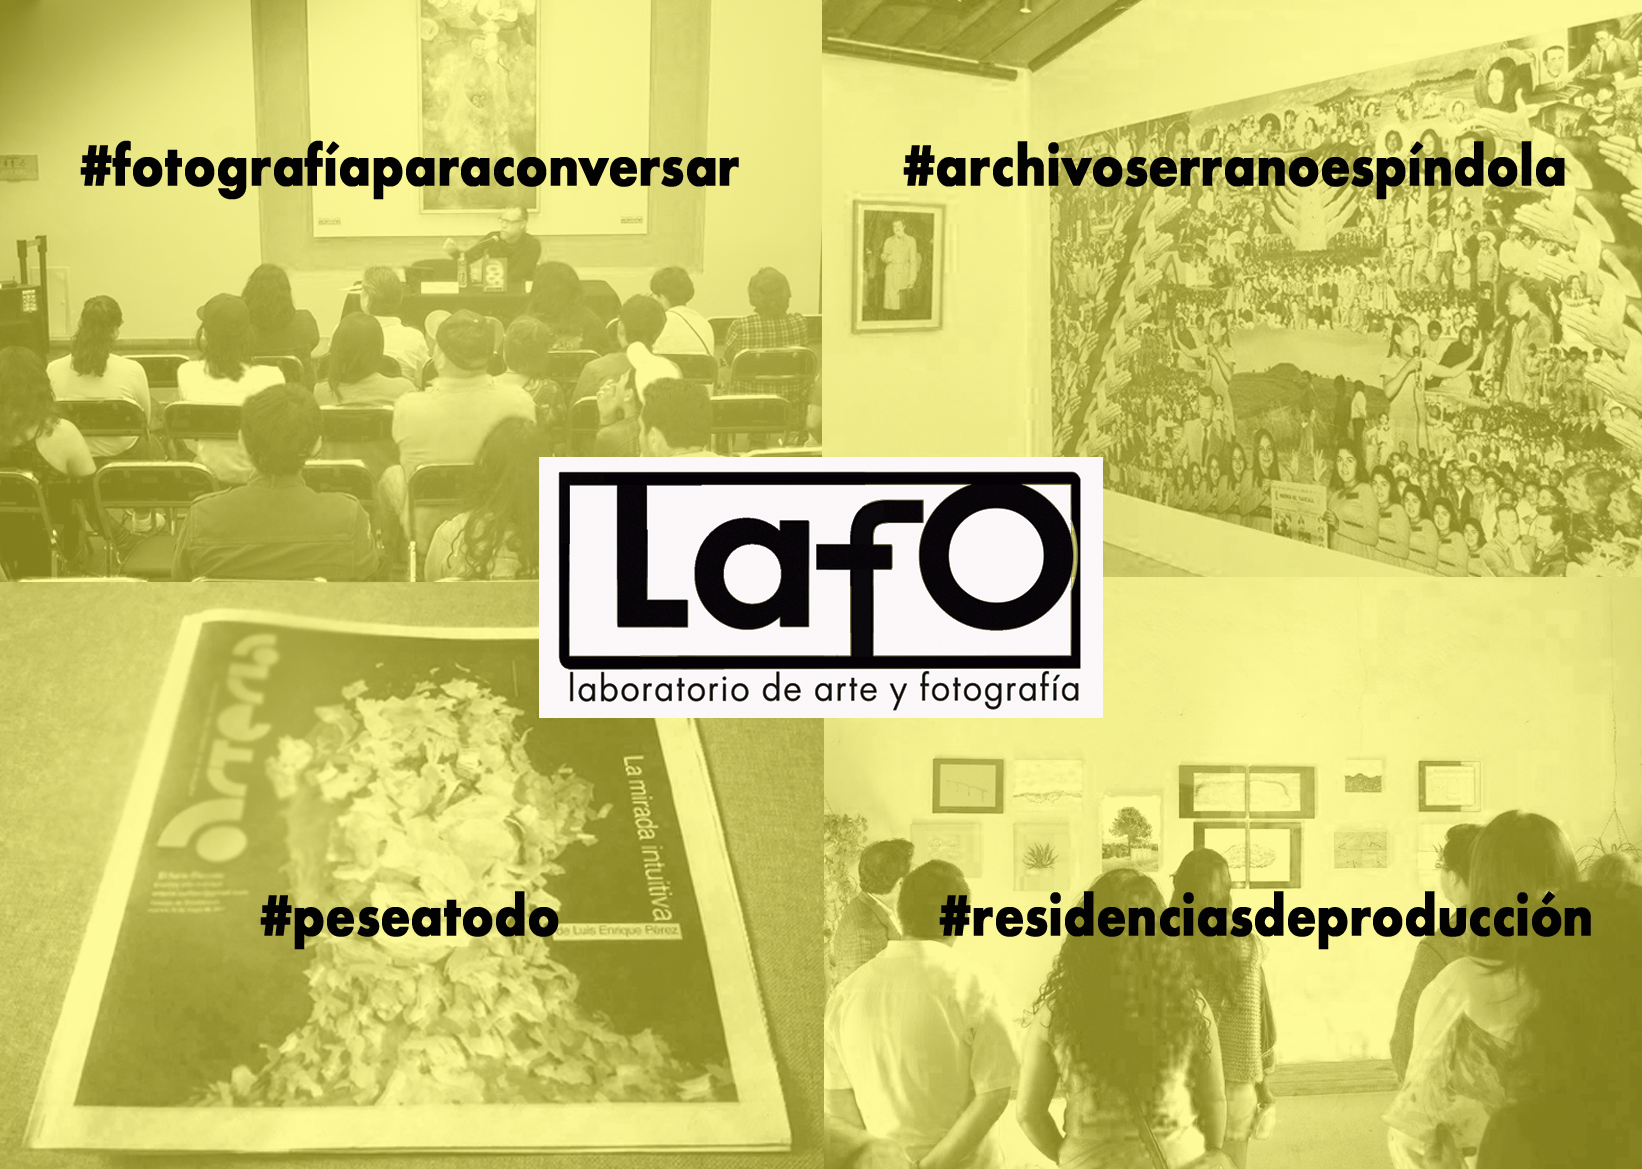 #fotografíaparaconversar
#archivoserranoespíndola
Lafo
laboratorio de arte y fotografía
La mirada intuitiva
de Luis Enrique Pérez
#peseatodo
#residenciasdeproducción